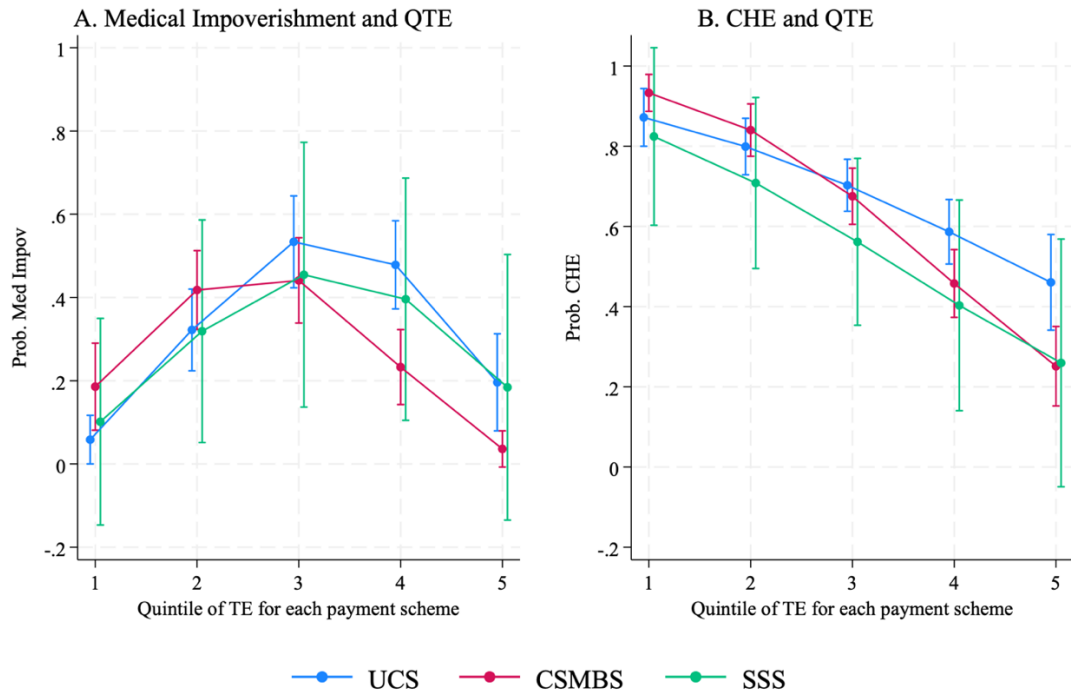 A. Medical Impoverishment and QTE
Prob. Med Impov
1
.8
.6
.4
.2
0
-.2
1 2 3 4 5
Quintile of TE for each payment scheme
B. CHE and QTE
Prob. CHE
1
.8
.6
.4
.2
0
-.2
1 2 3 4 5
Quintile of TE for each payment scheme
UCS CSMBS SSS